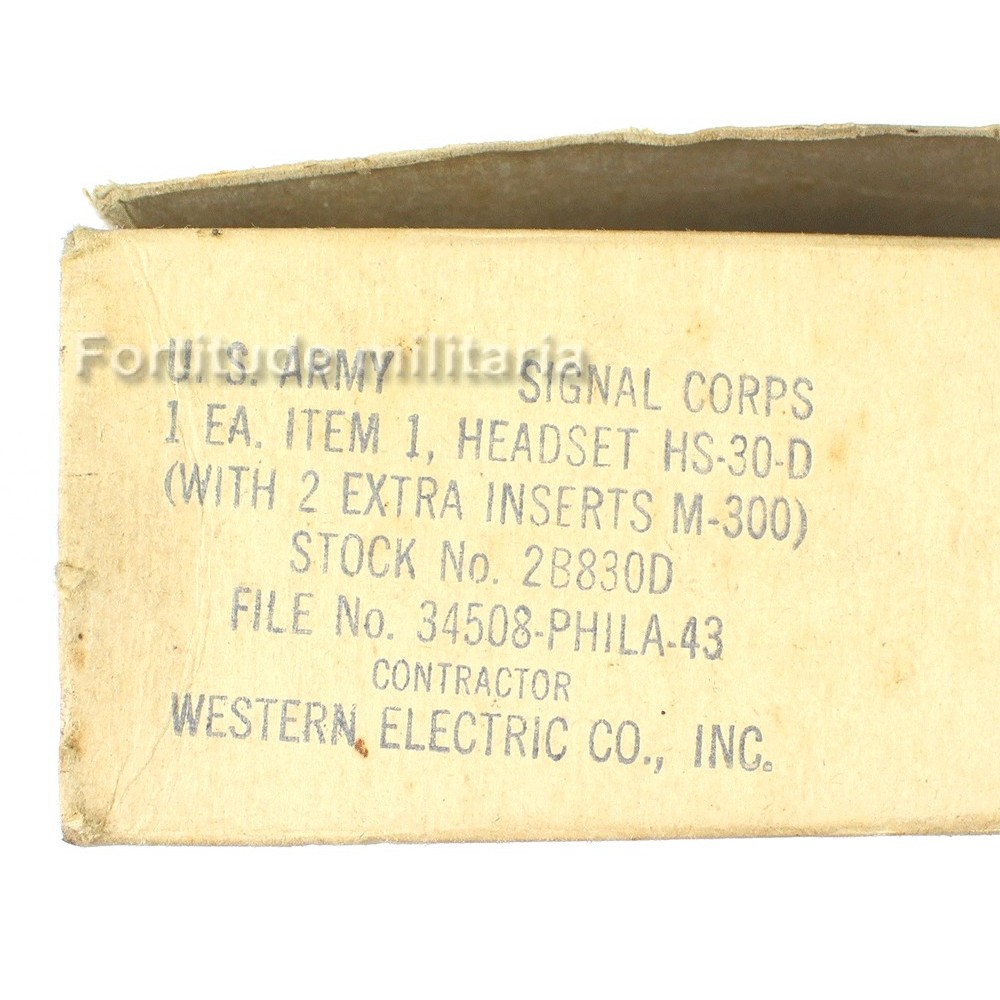 Fortitude militaria
U. S. ARMY SIGNAL CORPS
1 EA. ITEM 1, HEADSET HS-30-D
(WITH 2 EXTRA INSERTS M-300)
STOCK No. 2B830D
FILE No. 34508-PHILA-43
CONTRACTOR
WESTERN ELECTRIC CO., INC.